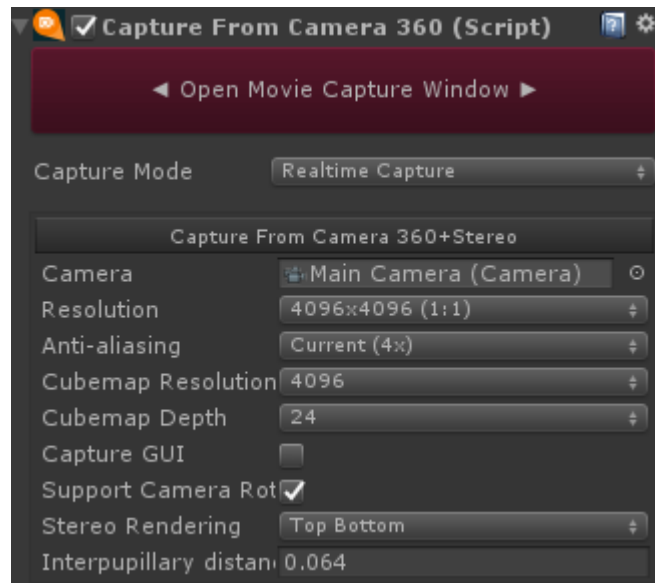 Capture From Camera 360 (Script)
◄ Open Movie Capture Window ►
Capture Mode Realtime Capture
Capture From Camera 360+Stereo
Camera Main Camera (Camera)
Resolution 4096x4096 (1:1)
Anti-aliasing Current (4x)
Cubemap Resolution 4096
Cubemap Depth 24
Capture GUI
Support Camera Rot
Stereo Rendering Top Bottom
Interpupillary distan 0.064